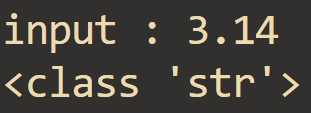 input : 3.14
<class 'str'>